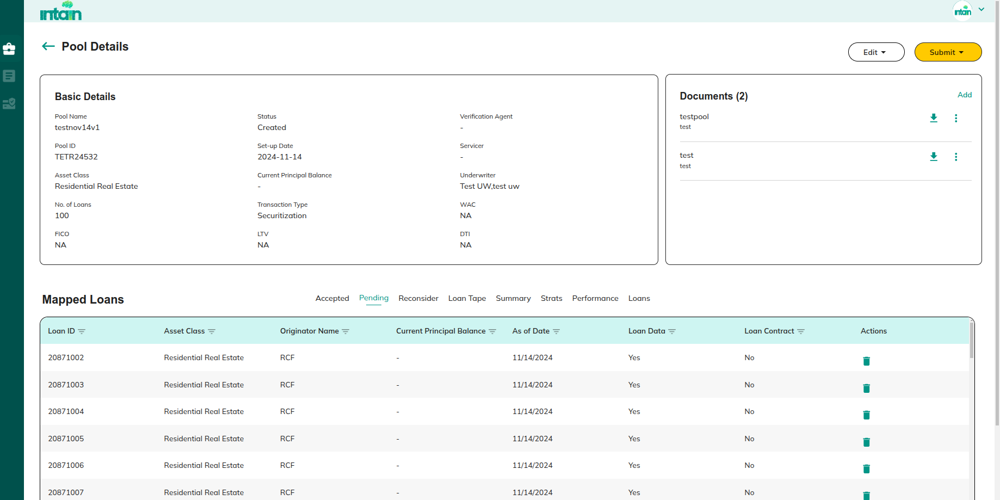 intain
intain
Pool Details
Edit
Submit
Basic Details
Pool Name
testnov14v1
Status
Created
Verification Agent
-
Pool ID
TETR24532
Set-up Date
2024-11-14
Servicer
-
Asset Class
Residential Real Estate
Current Principal Balance
-
Underwriter
Test UW,test uw
No. of Loans
100
Transaction Type
Securitization
WAC
NA
FICO
NA
LTV
NA
DTI
NA
Documents (2)
Add
testpool
test
test
test
Mapped Loans
Accepted Pending Reconsider Loan Tape Summary Strats Performance Loans
Loan ID Asset Class Originator Name Current Principal Balance As of Date Loan Data Loan Contract Actions
20871002 Residential Real Estate RCF - 11/14/2024 Yes No
20871003 Residential Real Estate RCF - 11/14/2024 Yes No
20871004 Residential Real Estate RCF - 11/14/2024 Yes No
20871005 Residential Real Estate RCF - 11/14/2024 Yes No
20871006 Residential Real Estate RCF - 11/14/2024 Yes No
20871007 Residential Real Estate RCF - 11/14/2024 Yes No